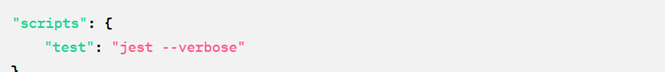 "scripts": {
"test": "jest --verbose"
}